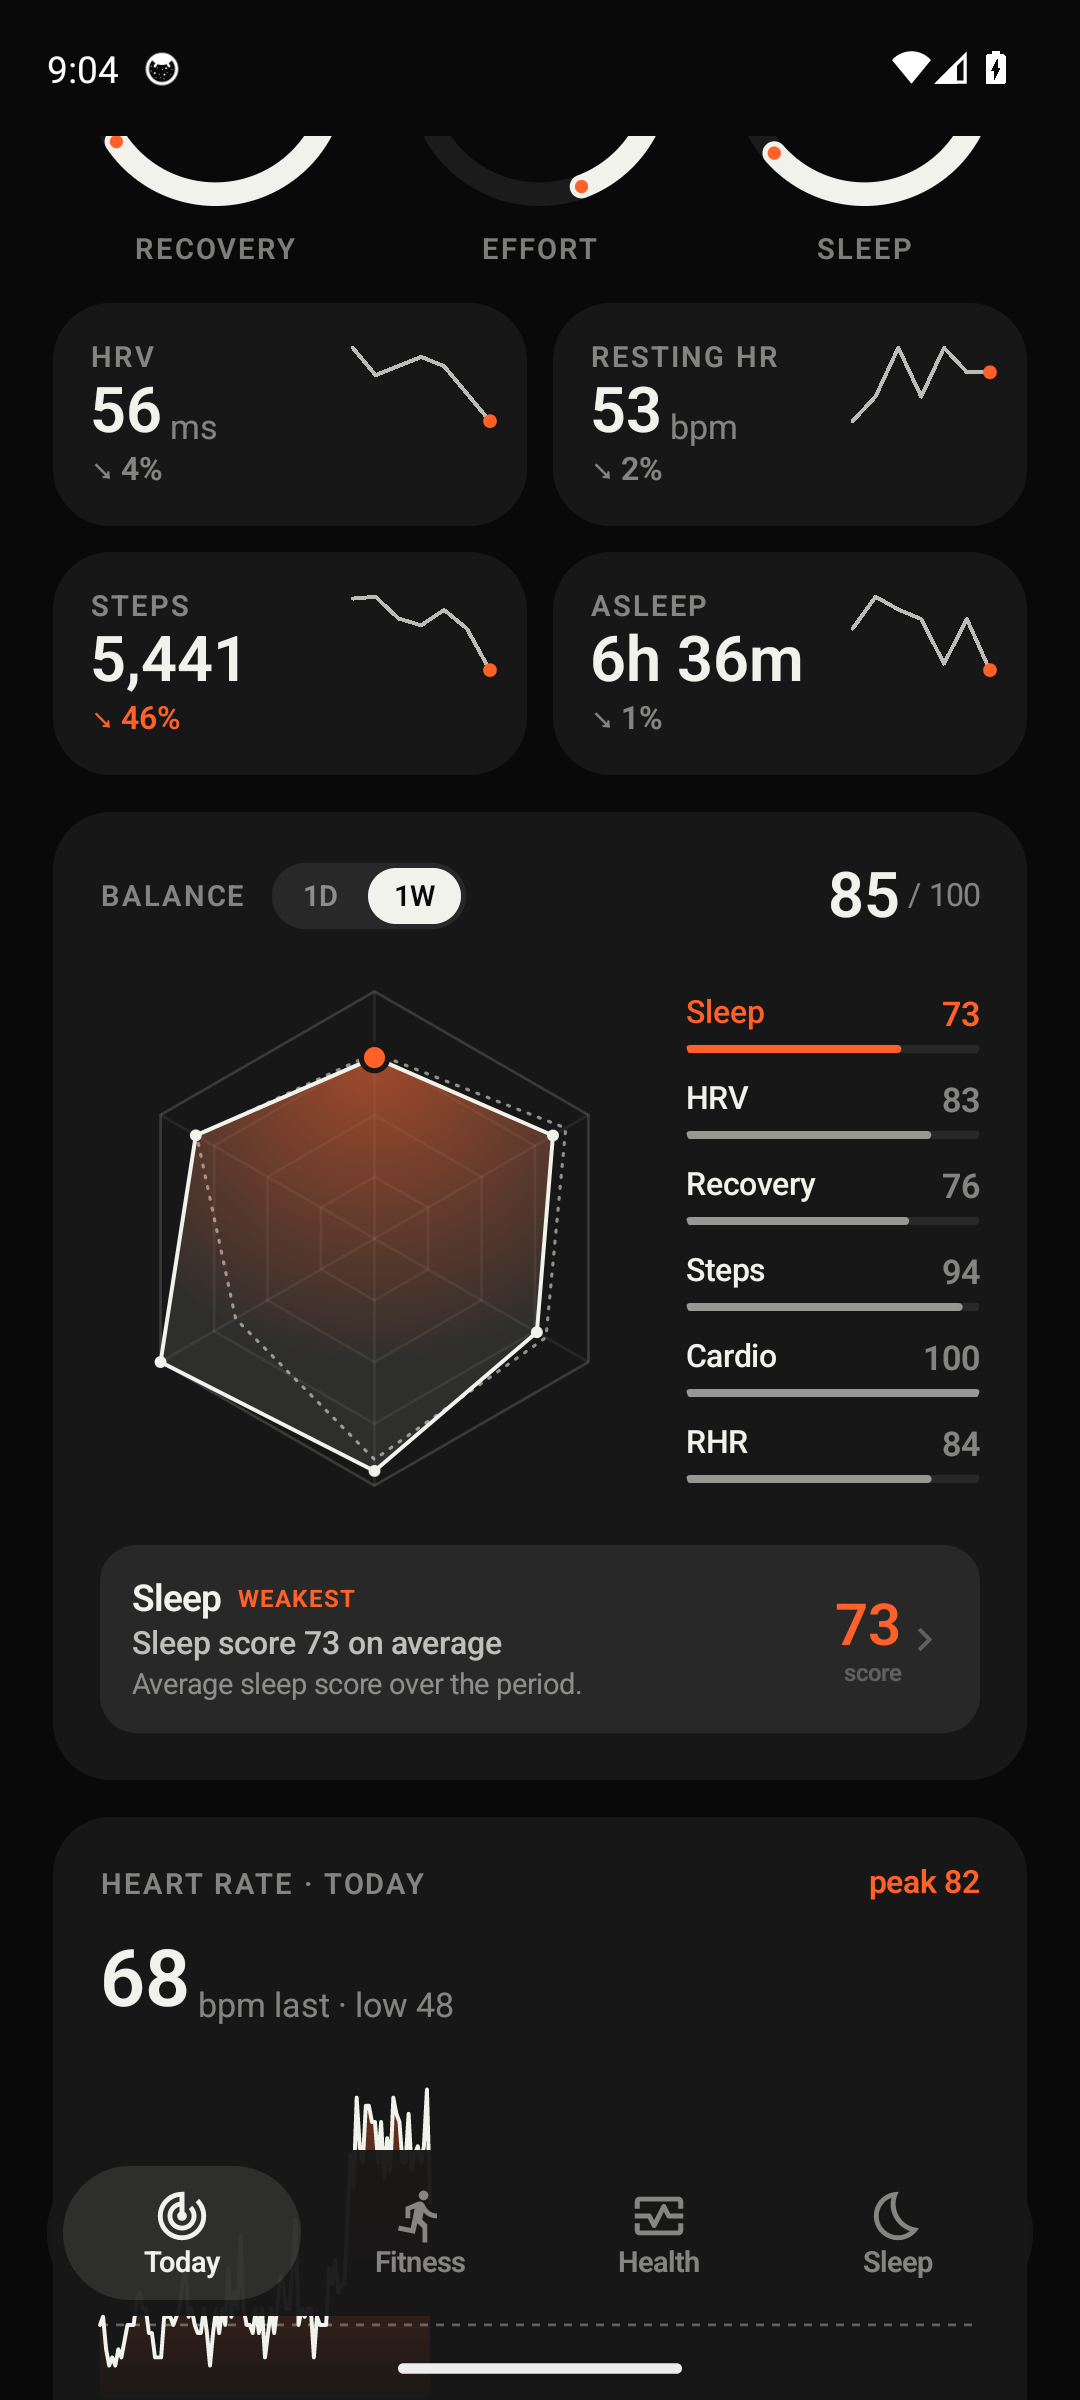 9:04
RECOVERY
EFFORT
SLEEP
HRV
56 ms
↘ 4%
RESTING HR
53 bpm
↘ 2%
STEPS
5,441
↘ 46%
ASLEEP
6h 36m
↘ 1%
BALANCE
1D
1W
85 / 100
Sleep 73
HRV 83
Recovery 76
Steps 94
Cardio 100
RHR 84
Sleep WEAKEST
Sleep score 73 on average
Average sleep score over the period.
73
score
HEART RATE · TODAY
peak 82
68 bpm last · low 48
Today
Fitness
Health
Sleep